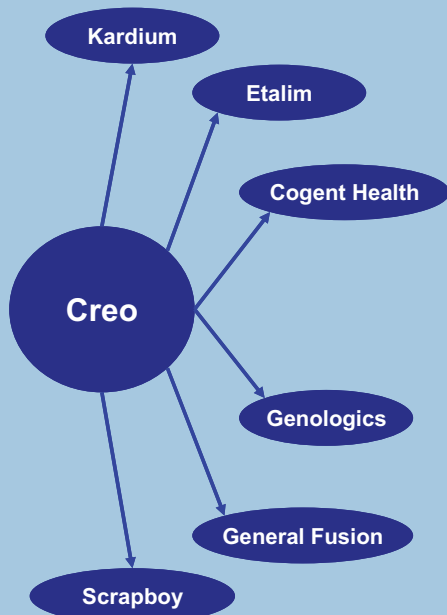 Kardium
Etalim
Cogent Health
Creo
Genologics
General Fusion
Scrapboy